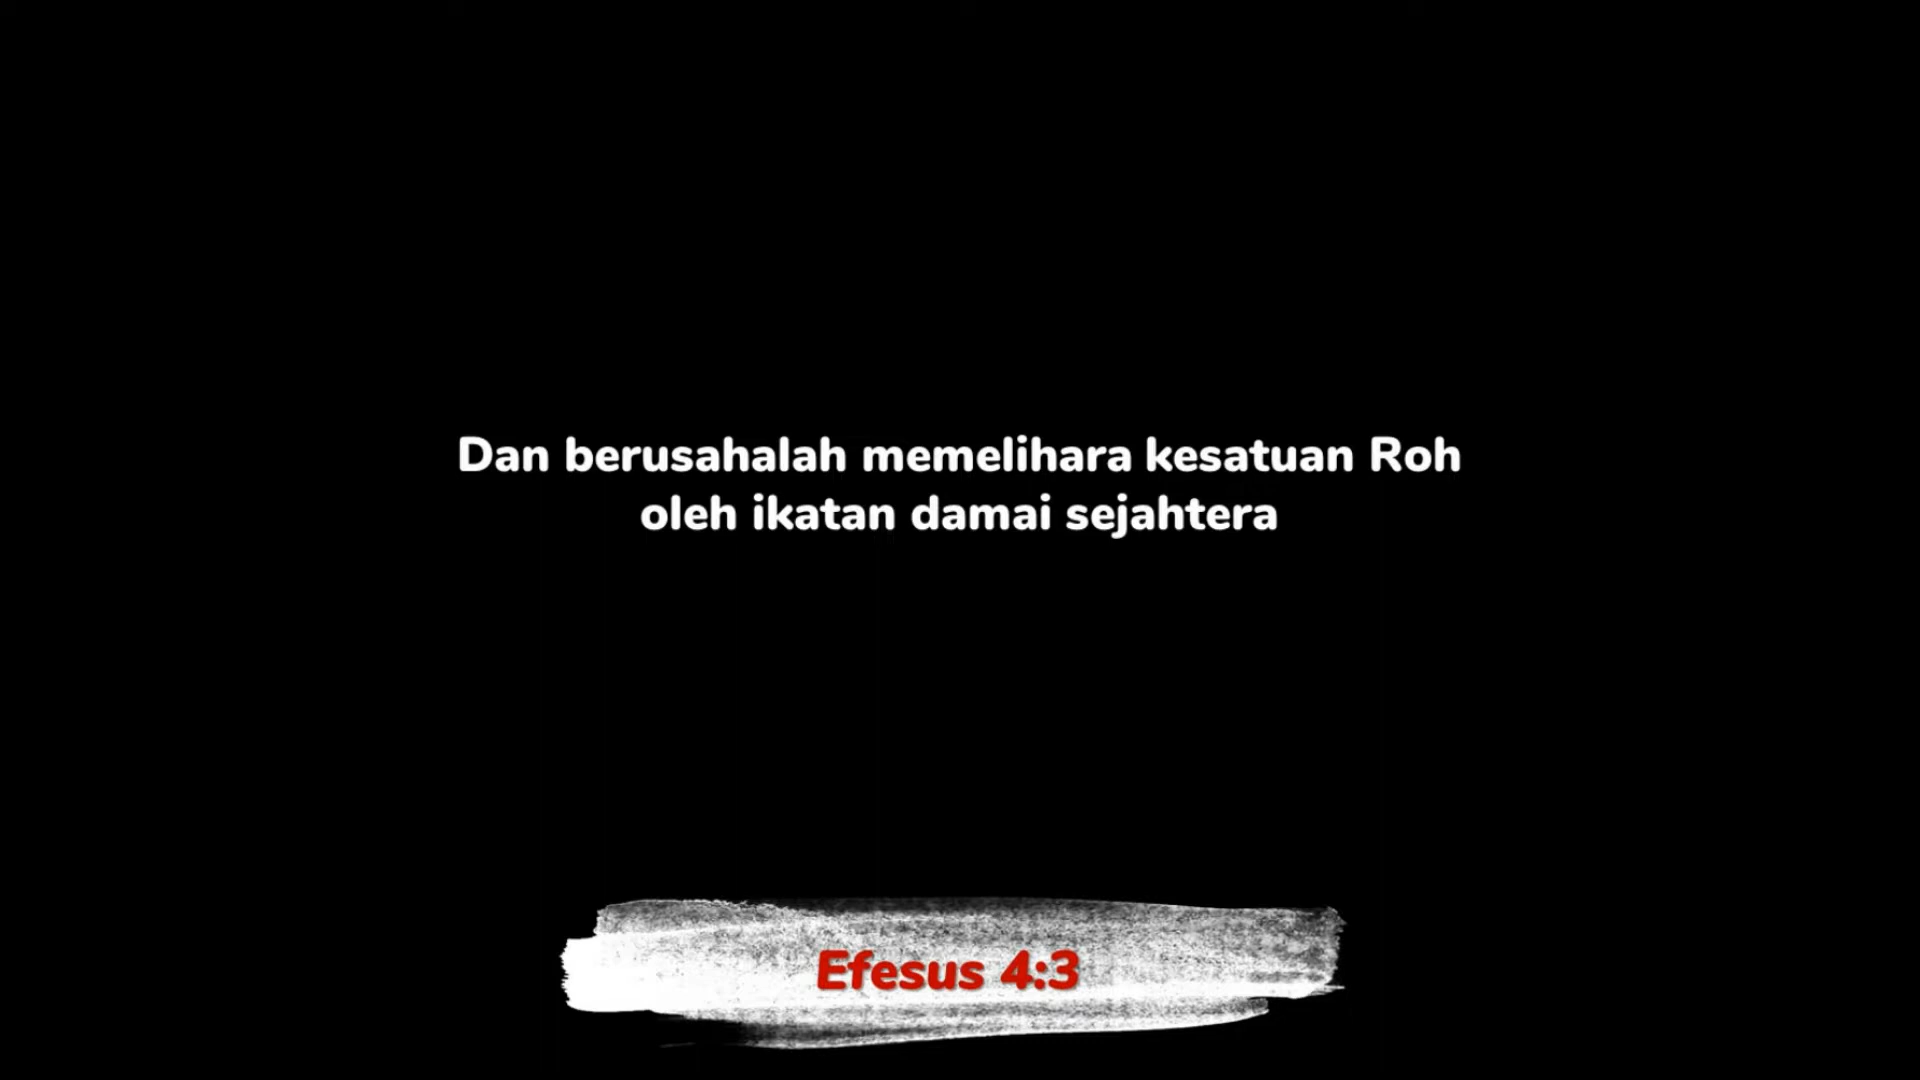 Dan berusahalah memelihara kesatuan Roh
oleh ikatan damai sejahtera
Efesus 4:3